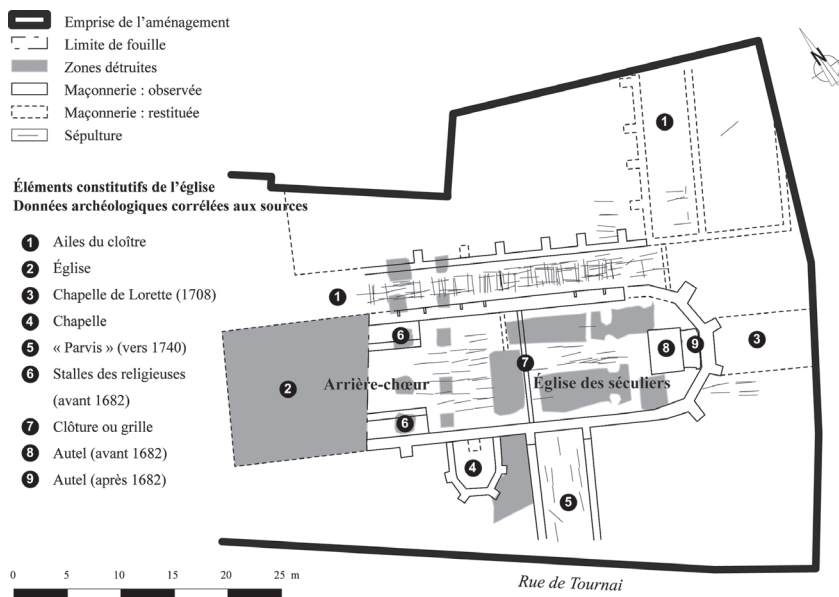 Emprise de l'aménagement
Limite de fouille
Zones détruites
Maçonnerie : observée
Maçonnerie : restituée
Sépulture
Éléments constitutifs de l'église
Données archéologiques corrélées aux sources
1 Ailes du cloître
2 Église
3 Chapelle de Lorette (1708)
4 Chapelle
5 « Parvis » (vers 1740)
6 Stalles des religieuses
(avant 1682)
7 Clôture ou grille
8 Autel (avant 1682)
9 Autel (après 1682)
N
1
1
6
2
Arrière-chœur
7
Église des séculiers
8
9
3
6
4
5
Rue de Tournai
0 5 10 15 20 25 m